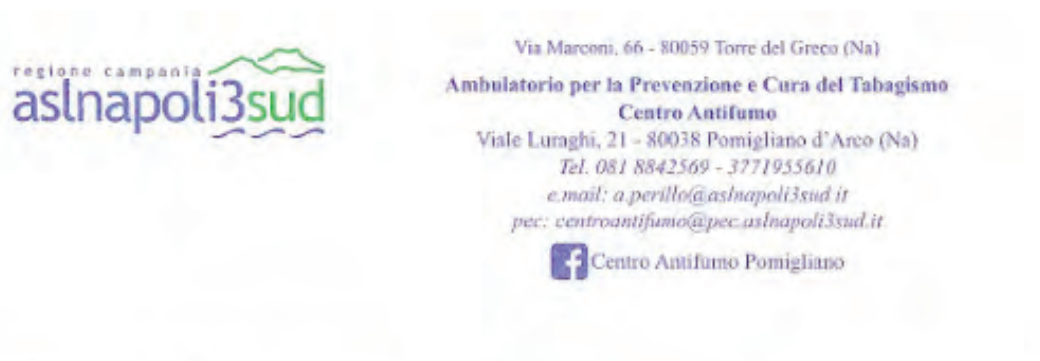 regione campania
aslnapoli3sud
Via Marconi, 66 - 80059 Torre del Greco (Na)
Ambulatorio per la Prevenzione e Cura del Tabagismo
Centro Antifumo
Viale Luraghi, 21 - 80038 Pomigliano d'Arco (Na)
Tel. 081 8842569 - 3771955610
e.mail: a.perillo@aslnapoli3sud.it
pec: centroantifumo@pec.aslnapoli3sud.it
Centro Antifumo Pomigliano